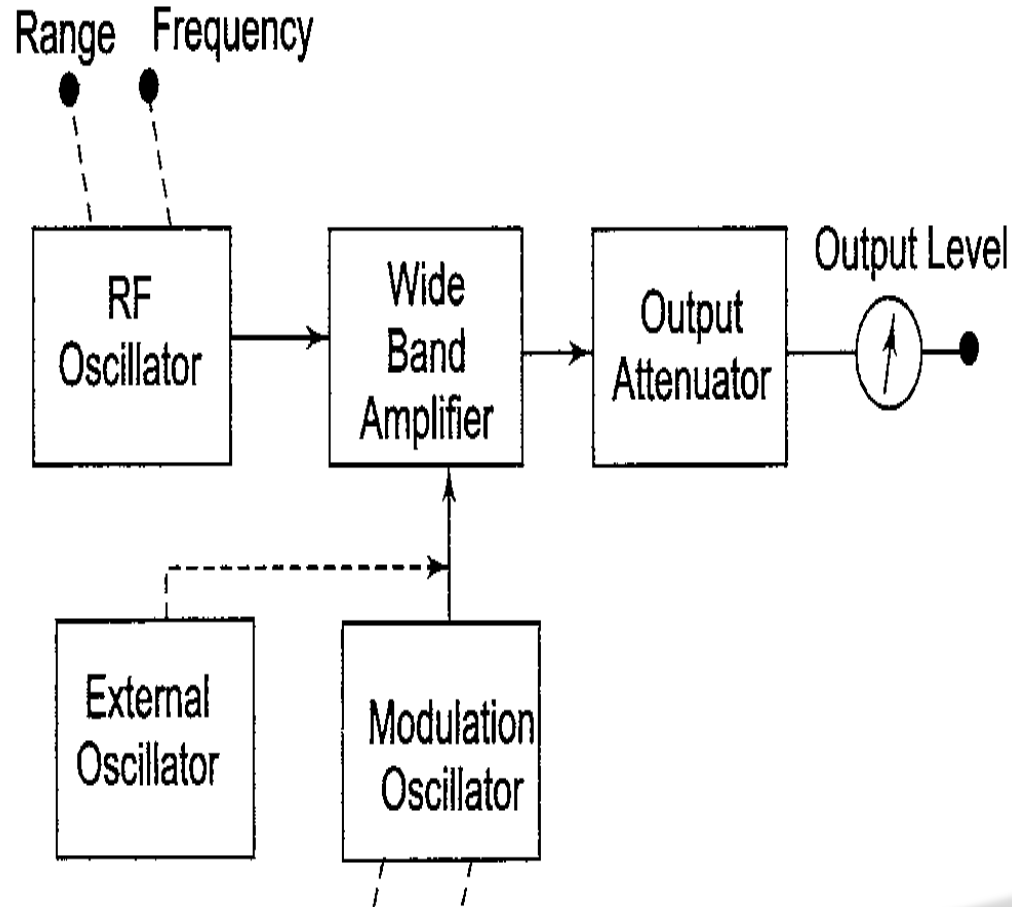 Range Frequency
RF
Oscillator
Wide
Band
Amplifier
Output
Attenuator
Output Level
External
Oscillator
Modulation
Oscillator